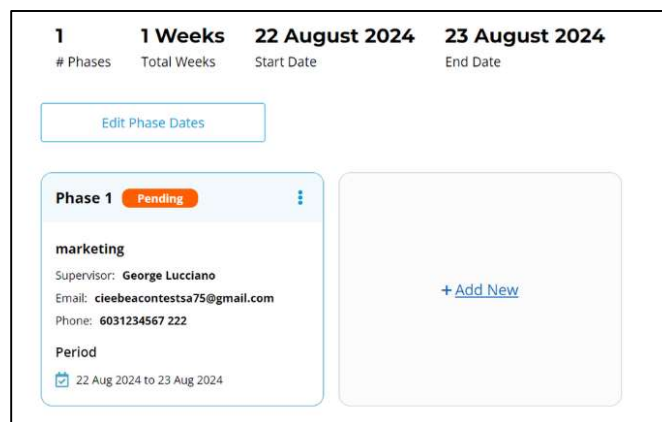 1 1 Weeks 22 August 2024 23 August 2024
# Phases Total Weeks Start Date End Date
Edit Phase Dates
Phase 1 Pending
marketing
Supervisor: George Lucciano
Email: cieebeacontestsa75@gmail.com
Phone: 6031234567 222
Period
22 Aug 2024 to 23 Aug 2024
+ Add New